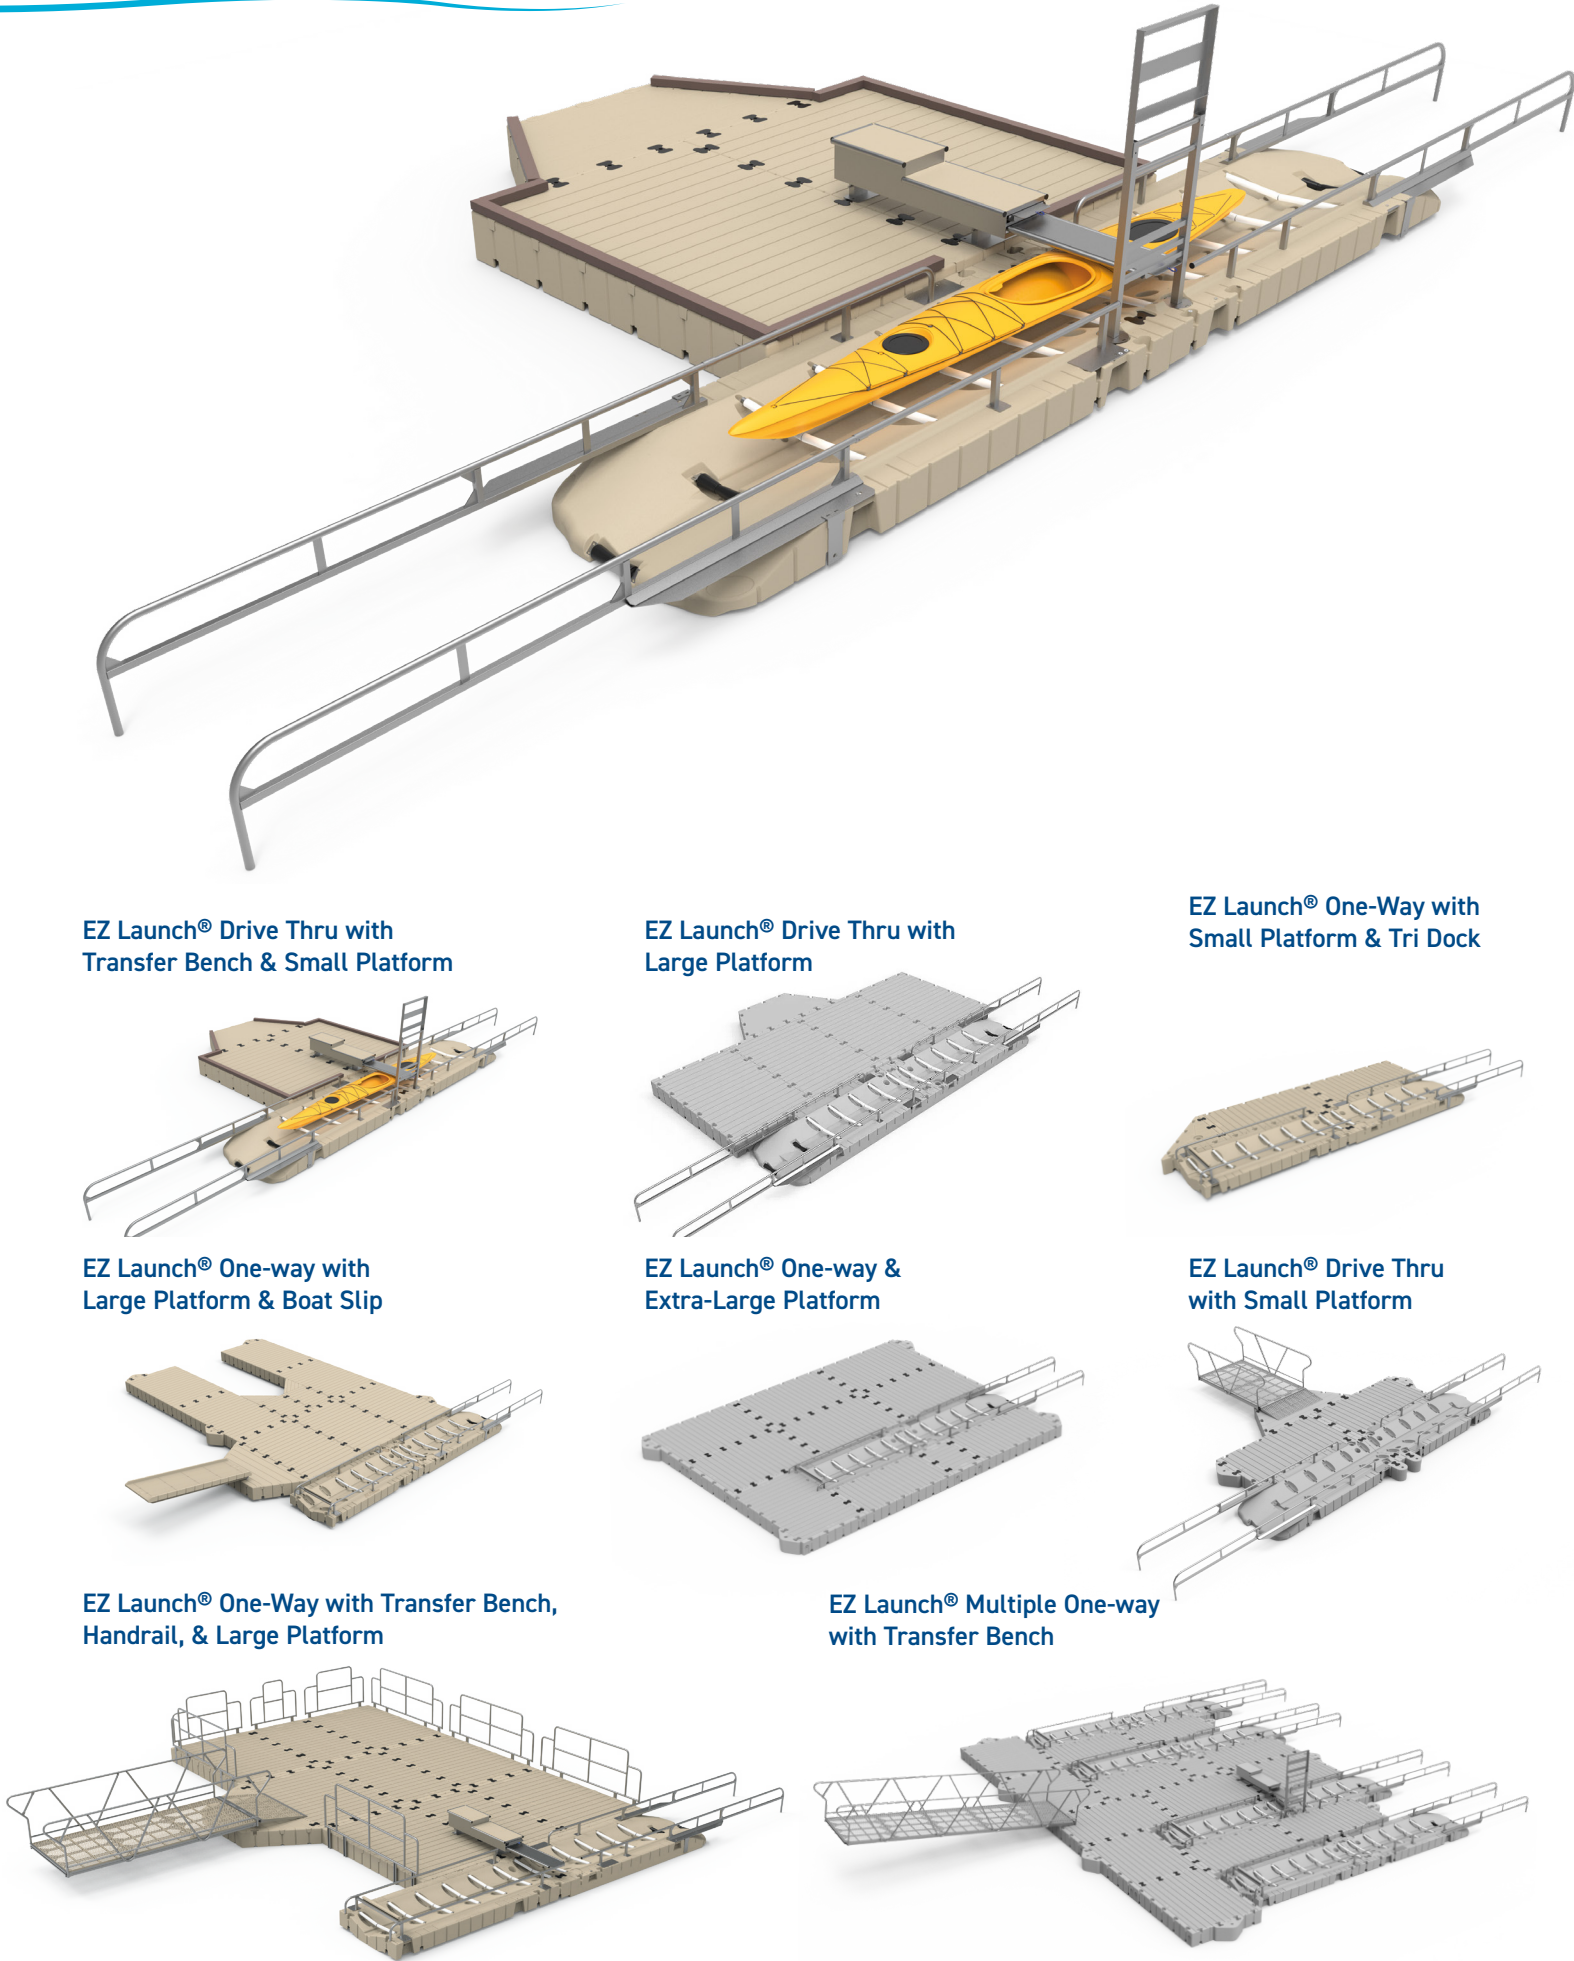 EZ Launch® Drive Thru with
Transfer Bench & Small Platform
EZ Launch® Drive Thru with
Large Platform
EZ Launch® One-Way with
Small Platform & Tri Dock
EZ Launch® One-way with
Large Platform & Boat Slip
EZ Launch® One-way &
Extra-Large Platform
EZ Launch® Drive Thru
with Small Platform
EZ Launch® One-Way with Transfer Bench,
Handrail, & Large Platform
EZ Launch® Multiple One-way
with Transfer Bench